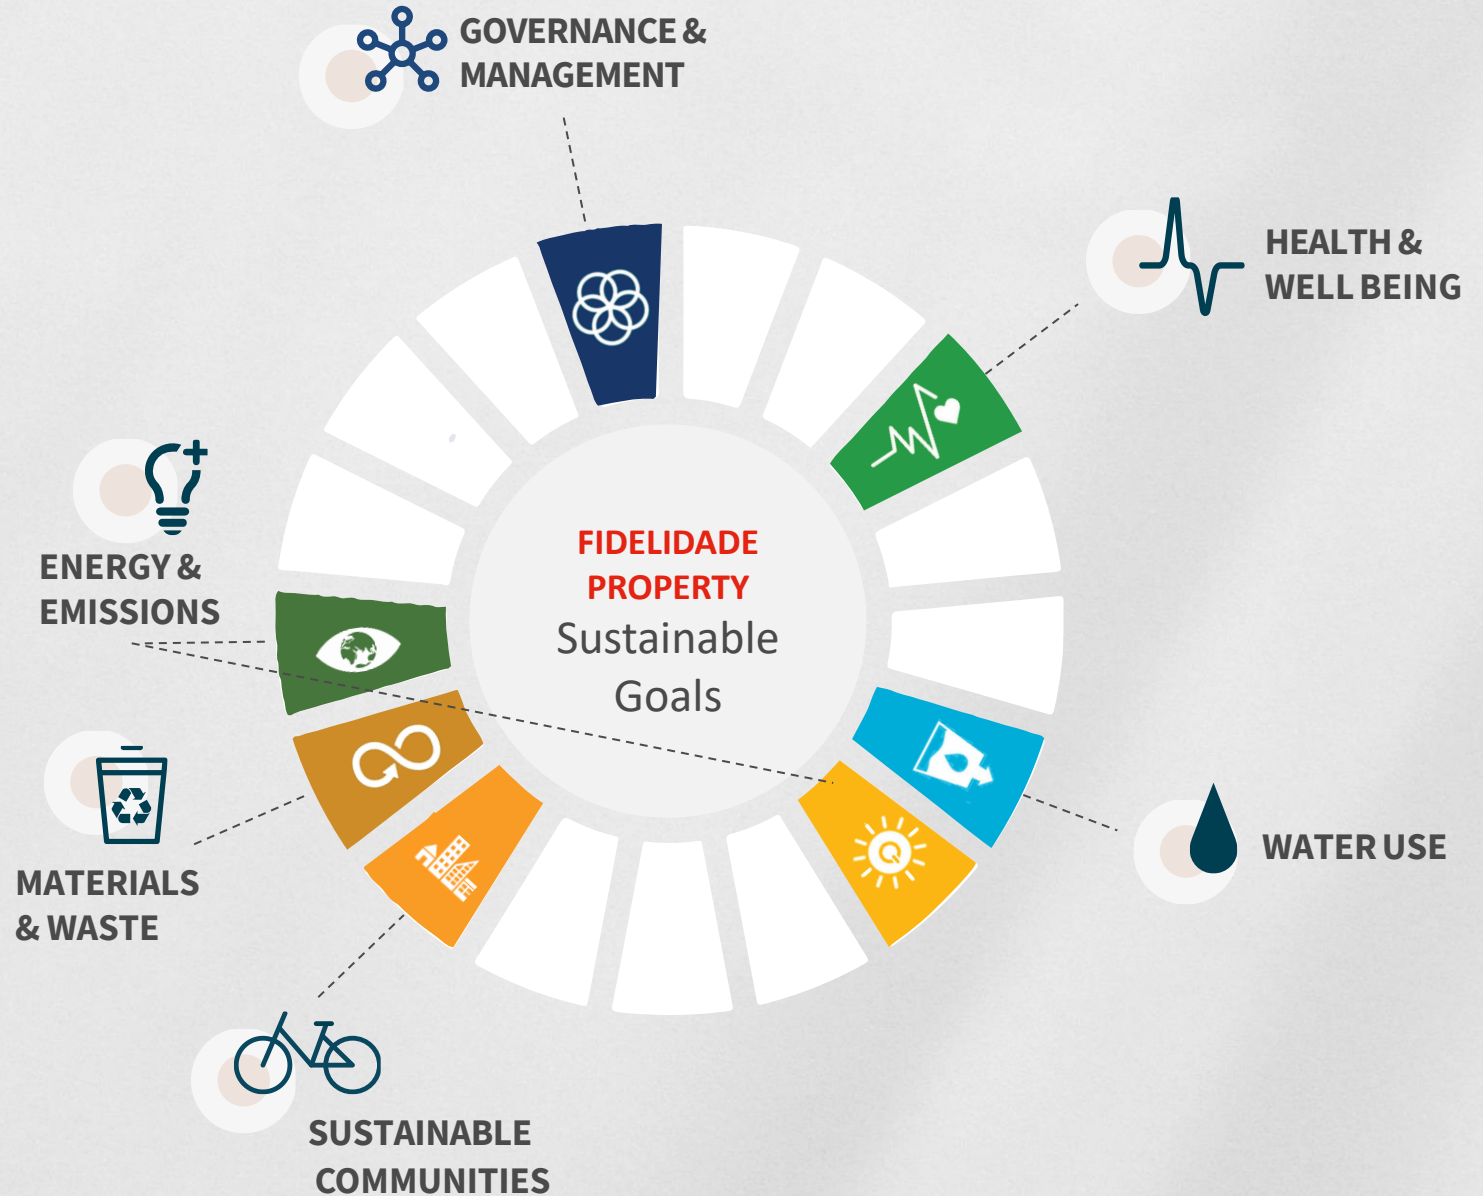 GOVERNANCE &
MANAGEMENT
HEALTH &
WELL BEING
ENERGY &
EMISSIONS
FIDELIDADE
PROPERTY
Sustainable
Goals
WATER USE
MATERIALS
& WASTE
SUSTAINABLE
COMMUNITIES